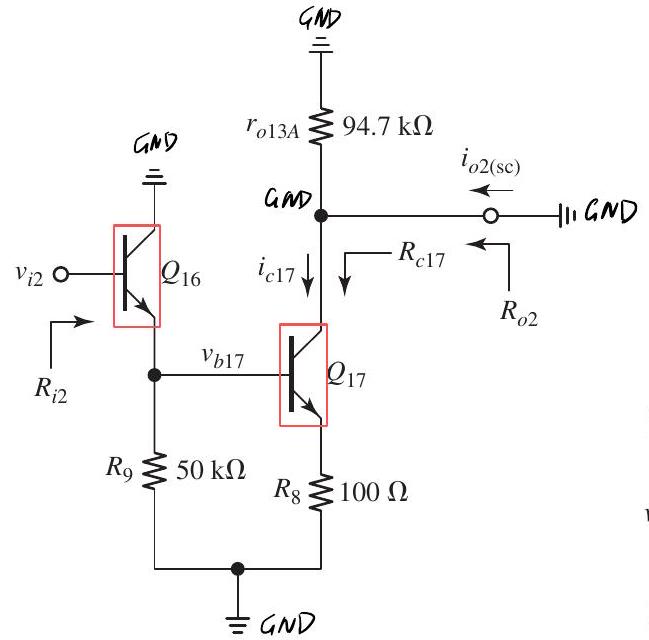 GND
r_{o13A} 94.7 kΩ
GND
i_{o2(sc)}
GND
GND
v_{i2}
Q_{16}
i_{c17}
R_{c17}
R_{o2}
R_{i2}
v_{b17}
Q_{17}
R_9 50 kΩ
R_8 100 Ω
GND